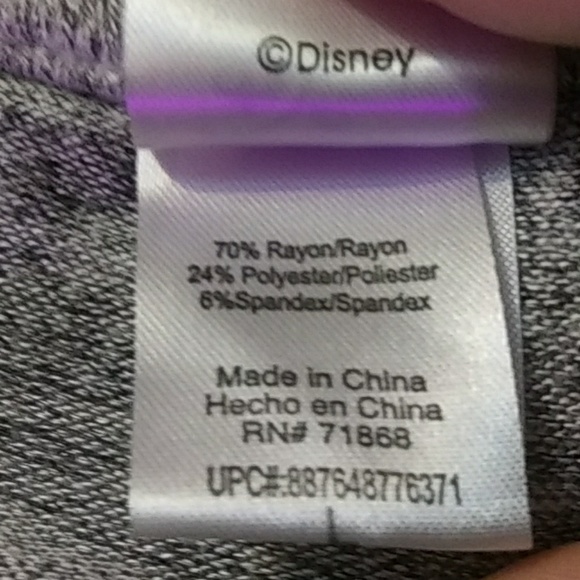 ©Disney
70% Rayon/Rayon
24% Polyester/Poliester
6%Spandex/Spandex
Made in China
Hecho en China
RN# 71868
UPC#:887648776371